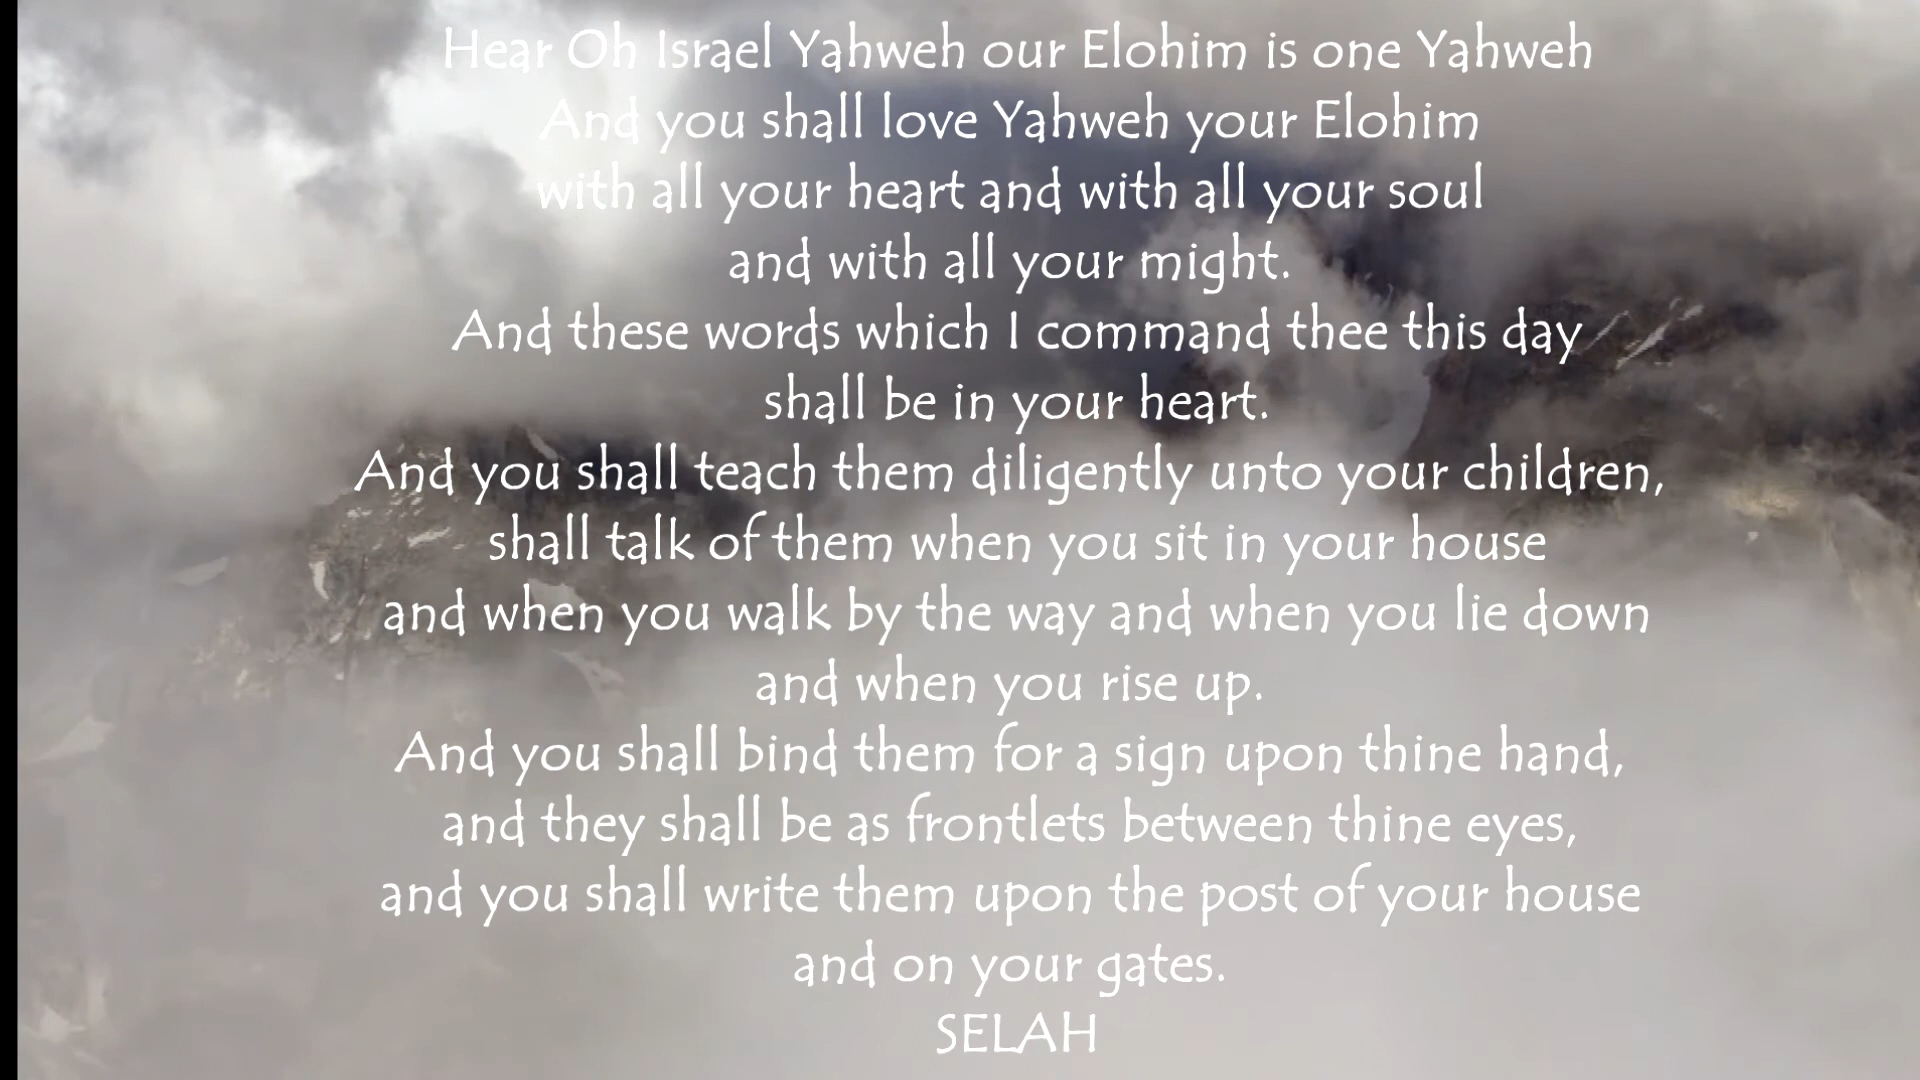 Hear Oh Israel Yahweh our Elohim is one Yahweh
And you shall love Yahweh your Elohim
with all your heart and with all your soul
and with all your might.
And these words which I command thee this day
shall be in your heart.
And you shall teach them diligently unto your children,
shall talk of them when you sit in your house
and when you walk by the way and when you lie down
and when you rise up.
And you shall bind them for a sign upon thine hand,
and they shall be as frontlets between thine eyes,
and you shall write them upon the post of your house
and on your gates.
SELAH